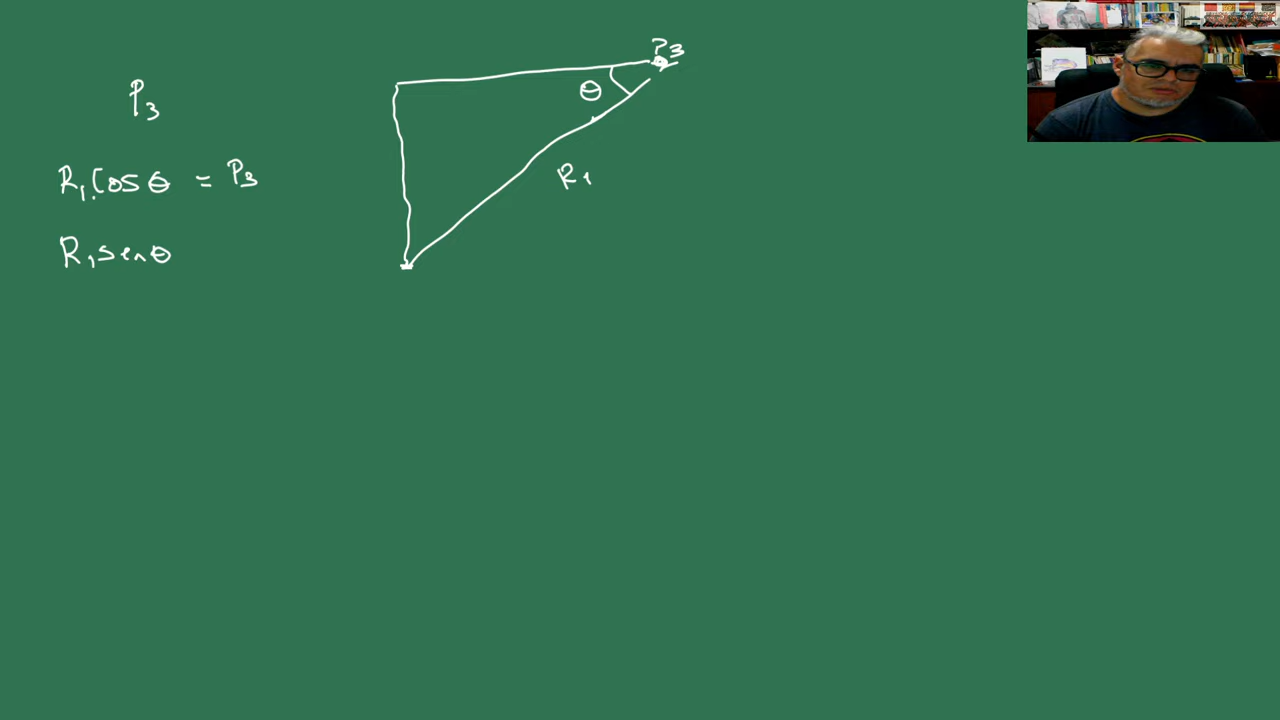 P₃
R₁ Cos θ = P₃
R₁ sen θ
P₃
θ
R₁